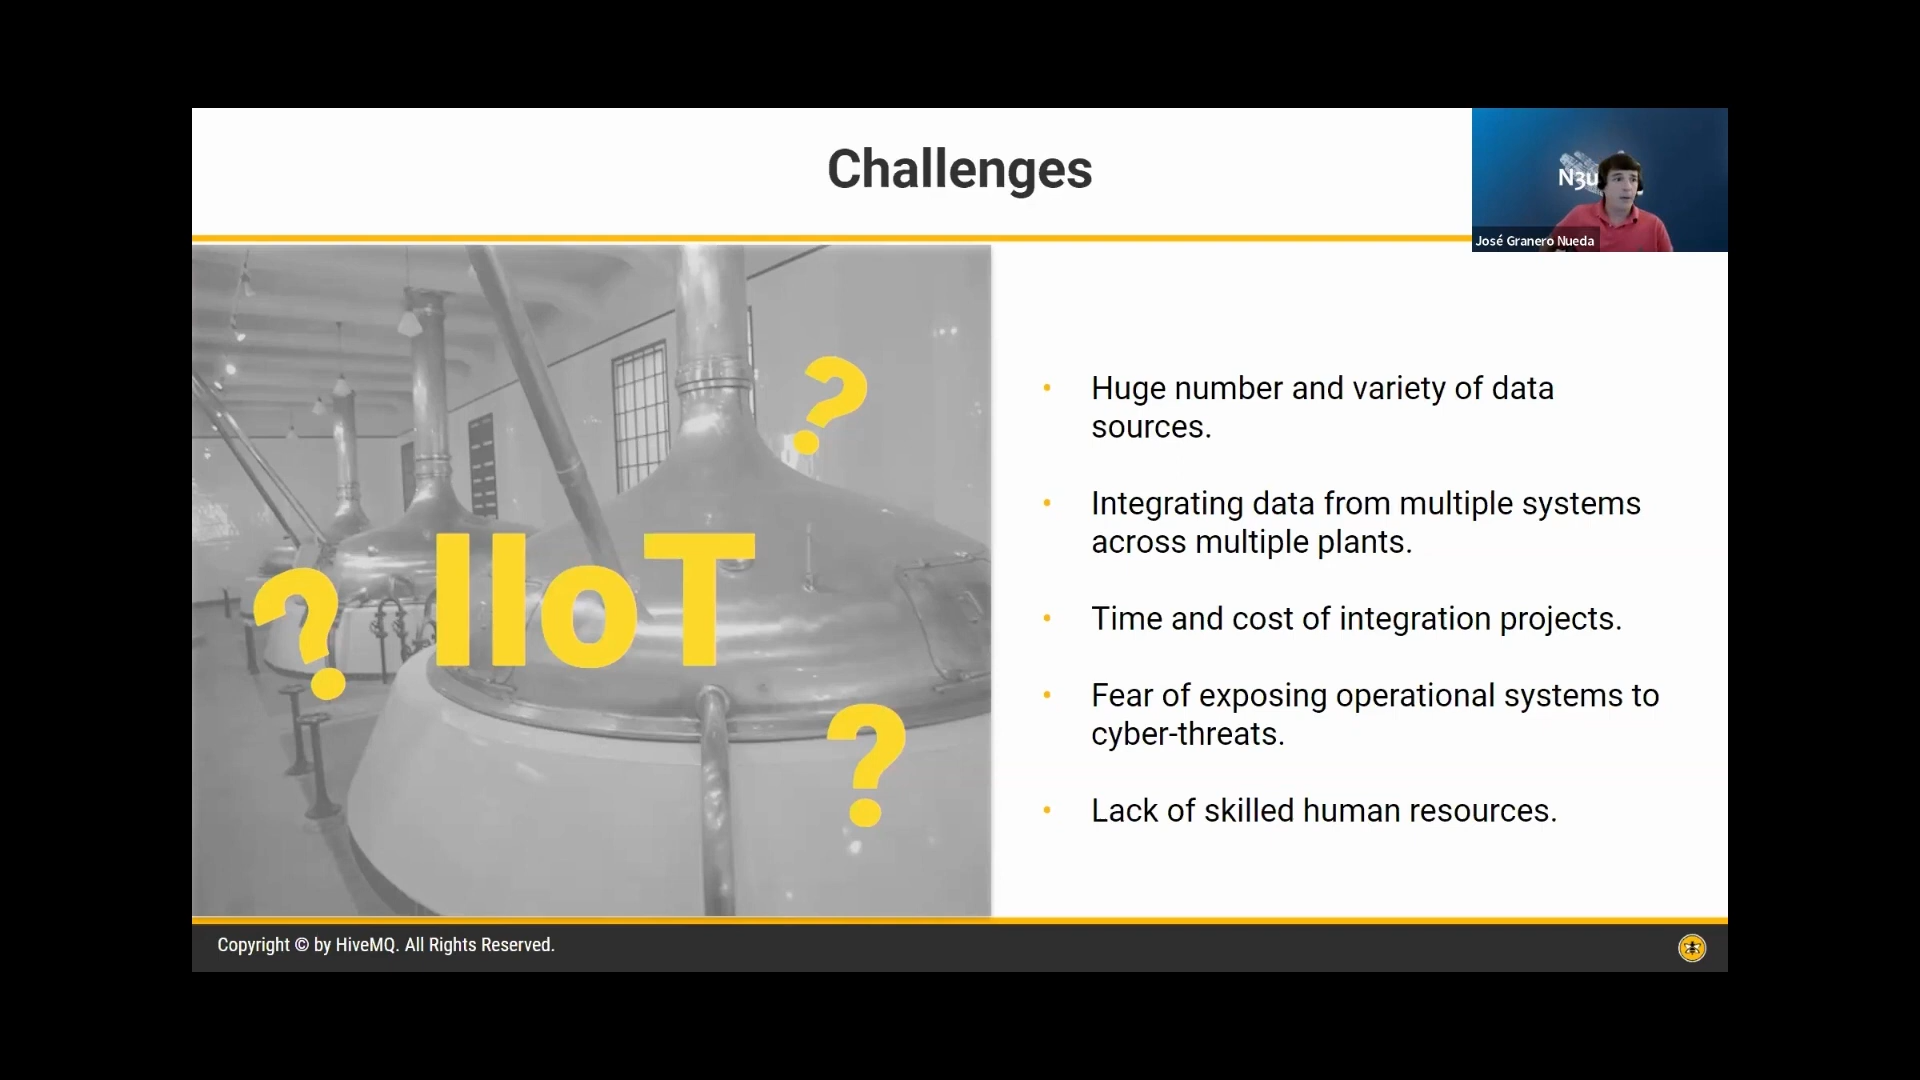 Challenges
N3u
José Granero Nueda
?
IIoT
?
?
• Huge number and variety of data
sources.
• Integrating data from multiple systems
across multiple plants.
• Time and cost of integration projects.
• Fear of exposing operational systems to
cyber-threats.
• Lack of skilled human resources.
Copyright © by HiveMQ. All Rights Reserved.